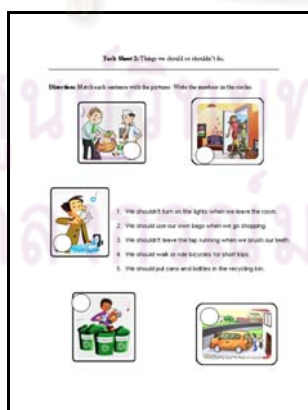 Task Sheet 2: Things we should or shouldn't do.
Direction: Match each sentence with the pictures. Write the numbers in the circles.
1. We shouldn't turn on the lights when we leave the room.
2. We should use our own bags when we go shopping.
3. We shouldn't leave the tap running when we brush our teeth.
4. We should walk or ride bicycles for short trips.
5. We should put cans and bottles in the recycling bin.